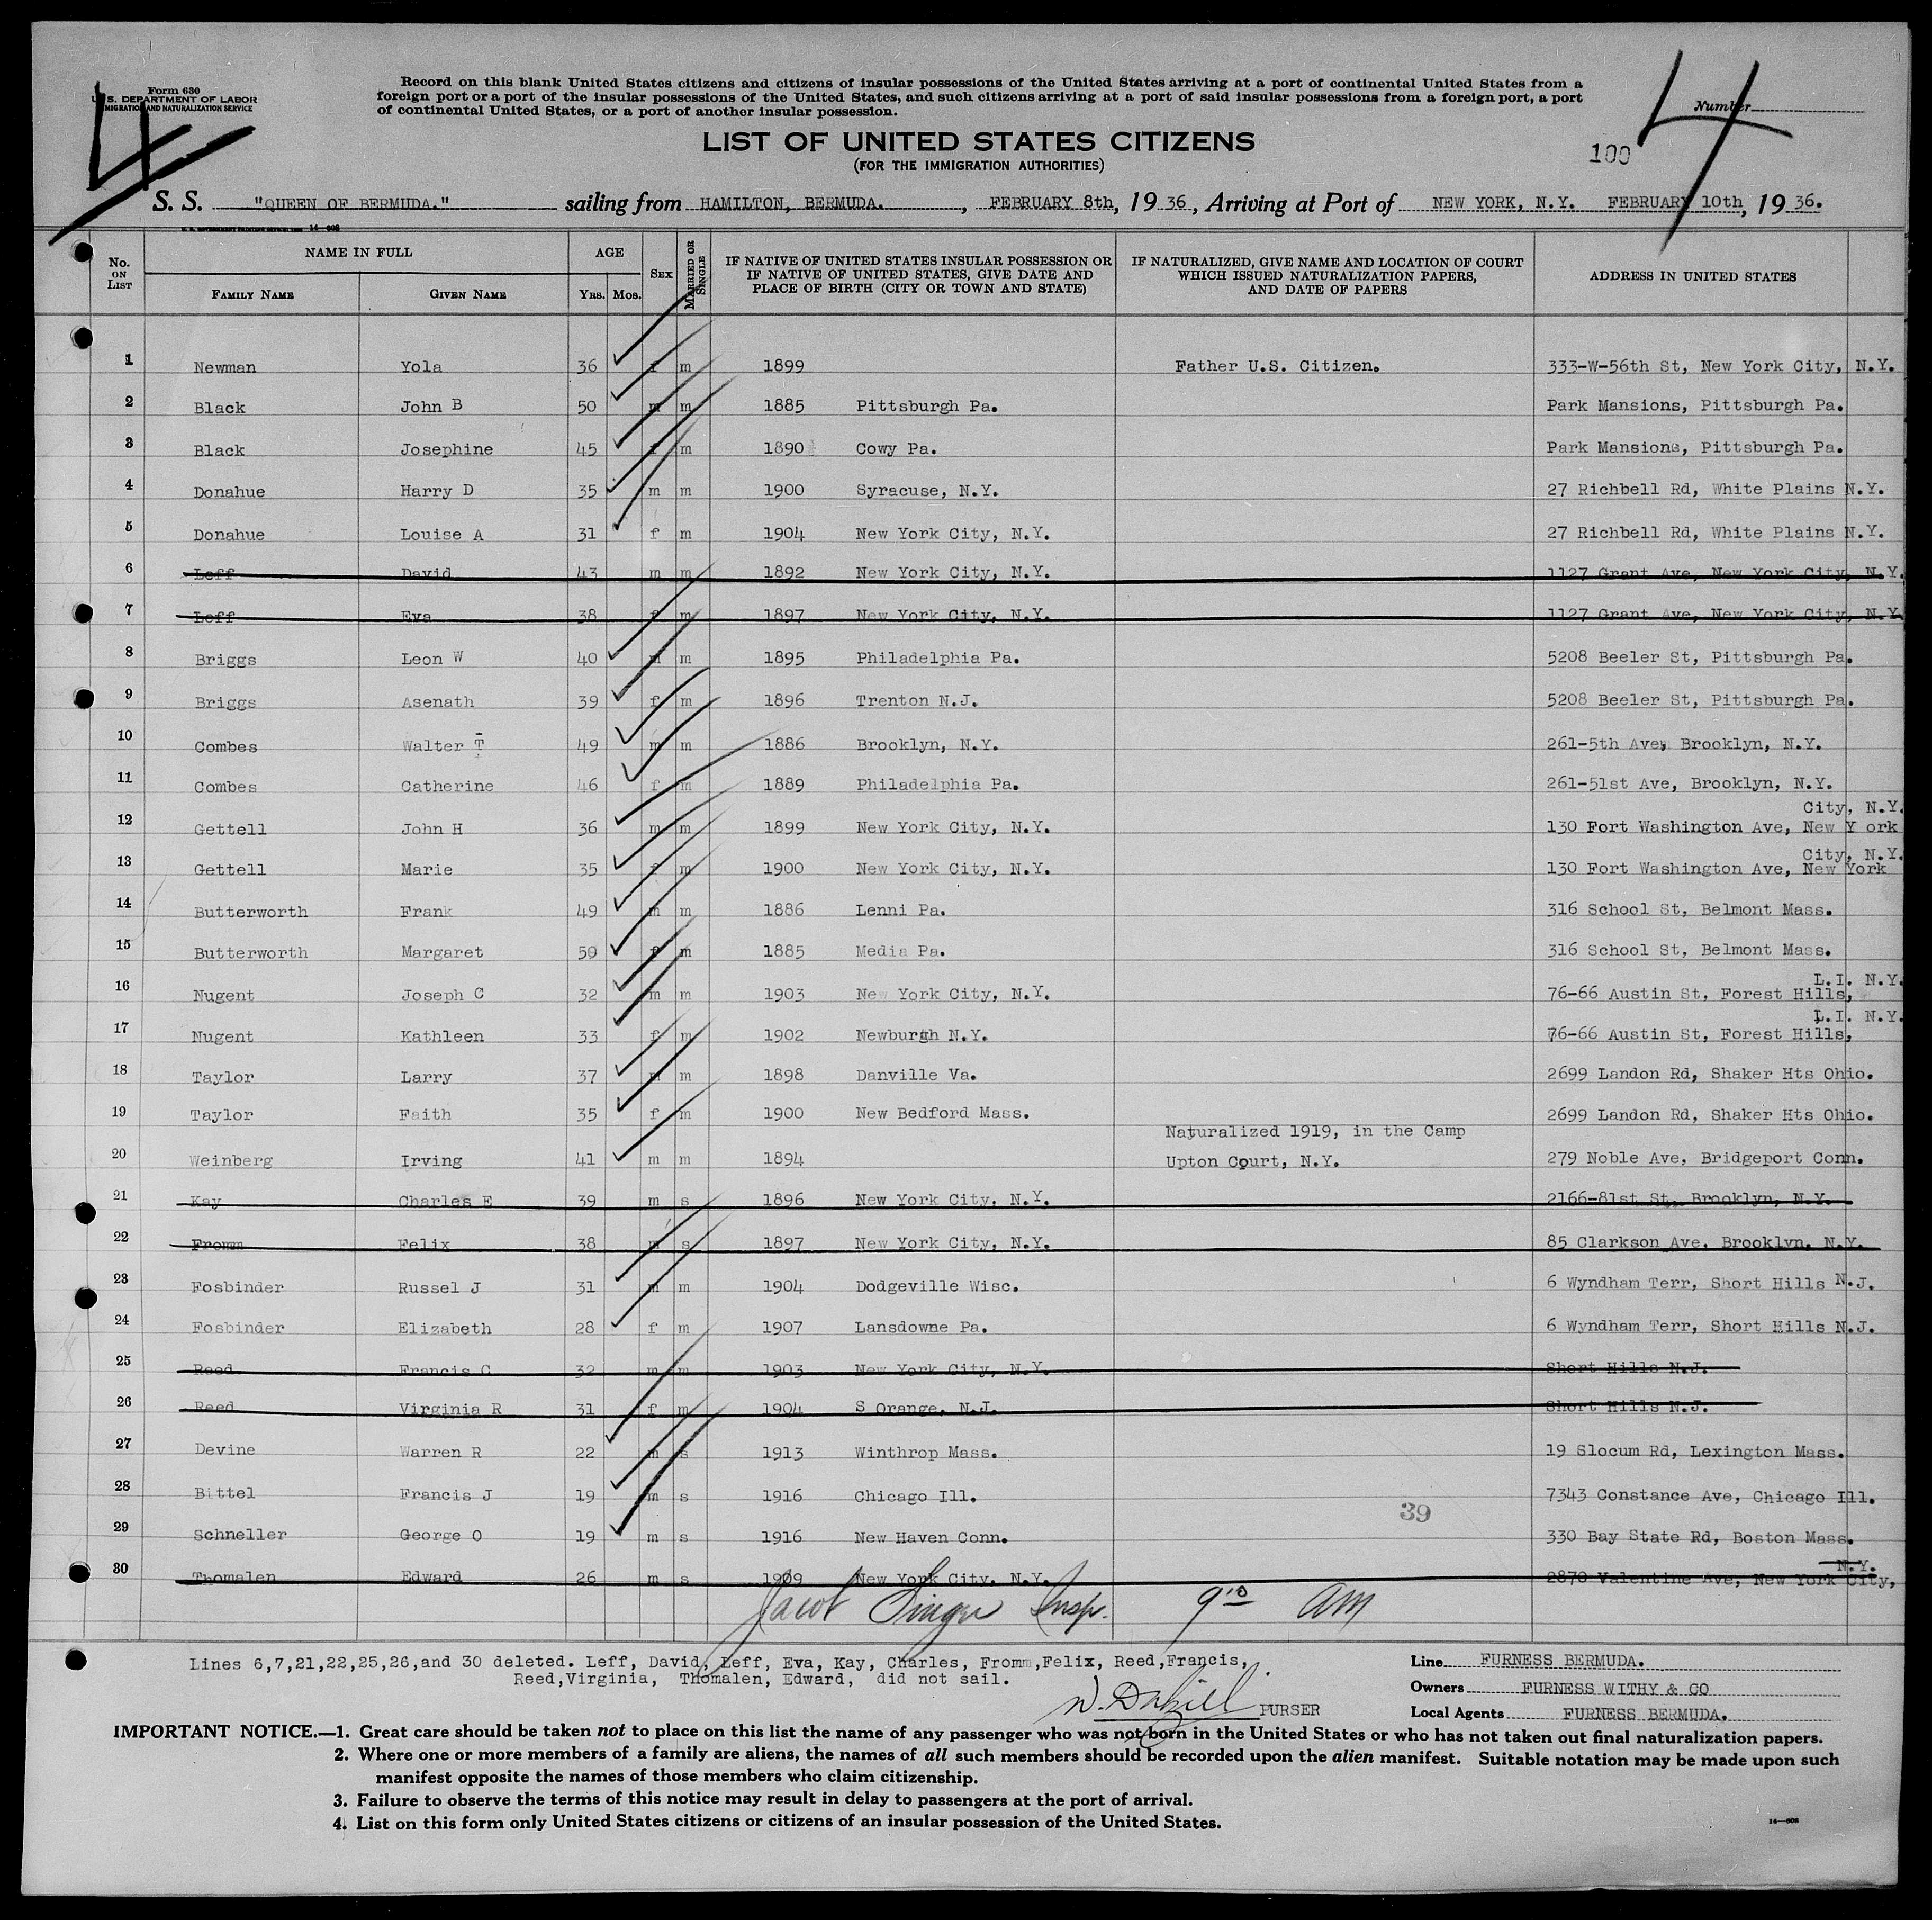 Form 630
U.S. DEPARTMENT OF LABOR
IMMIGRATION AND NATURALIZATION SERVICE
4
Record on this blank United States citizens and citizens of insular possessions of the United States arriving at a port of continental United States from a
foreign port or a port of the insular possessions of the United States, and such citizens arriving at a port of said insular possessions from a foreign port, a port
of continental United States, or a port of another insular possession.
Number
4
LIST OF UNITED STATES CITIZENS
(FOR THE IMMIGRATION AUTHORITIES)
100
S. S. "QUEEN OF BERMUDA." sailing from HAMILTON, BERMUDA. , FEBRUARY 8th, 19 36, Arriving at Port of NEW YORK, N.Y. FEBRUARY 10th, 19 36.
14—608
No. ON LIST NAME IN FULL FAMILY NAME GIVEN NAME AGE YRS. MOS. SEX MARRIED OR SINGLE IF NATIVE OF UNITED STATES INSULAR POSSESSION OR IF NATIVE OF UNITED STATES, GIVE DATE AND PLACE OF BIRTH (CITY OR TOWN AND STATE) IF NATURALIZED, GIVE NAME AND LOCATION OF COURT WHICH ISSUED NATURALIZATION PAPERS, AND DATE OF PAPERS ADDRESS IN UNITED STATES
1 Newman Yola 36 f m 1899 Father U.S. Citizen. 333-W-56th St, New York City, N.Y.
2 Black John B 50 m m 1885 Pittsburgh Pa. Park Mansions, Pittsburgh Pa.
3 Black Josephine 45 f m 1890 Cowy Pa. Park Mansions, Pittsburgh Pa.
4 Donahue Harry D 35 m m 1900 Syracuse, N.Y. 27 Richbell Rd, White Plains N.Y.
5 Donahue Louise A 31 f m 1904 New York City, N.Y. 27 Richbell Rd, White Plains N.Y.
6 Leff David 43 m m 1892 New York City, N.Y. 1127 Grant Ave, New York City, N.Y.
7 Leff Eva 38 f m 1897 New York City, N.Y. 1127 Grant Ave, New York City, N.Y.
8 Briggs Leon W 40 m m 1895 Philadelphia Pa. 5208 Beeler St, Pittsburgh Pa.
9 Briggs Asenath 39 f m 1896 Trenton N.J. 5208 Beeler St, Pittsburgh Pa.
10 Combes Walter T 49 m m 1886 Brooklyn, N.Y. 261-5th Ave, Brooklyn, N.Y.
11 Combes Catherine 46 f m 1889 Philadelphia Pa. 261-51st Ave, Brooklyn, N.Y.
City, N.Y.
12 Gettell John H 36 m m 1899 New York City, N.Y. 130 Fort Washington Ave, New Y ork
City, N.Y.
13 Gettell Marie 35 f m 1900 New York City, N.Y. 130 Fort Washington Ave, New York
14 Butterworth Frank 49 m m 1886 Lenni Pa. 316 School St, Belmont Mass.
15 Butterworth Margaret 50 f m 1885 Media Pa. 316 School St, Belmont Mass.
L.I. N.Y.
16 Nugent Joseph C 32 m m 1903 New York City, N.Y. 76-66 Austin St, Forest Hills,
L.I. N.Y.
17 Nugent Kathleen 33 f m 1902 Newburgh N.Y. 76-66 Austin St, Forest Hills,
18 Taylor Larry 37 m m 1898 Danville Va. 2699 Landon Rd, Shaker Hts Ohio.
19 Taylor Faith 35 f m 1900 New Bedford Mass. 2699 Landon Rd, Shaker Hts Ohio.
Naturalized 1919, in the Camp
20 Weinberg Irving 41 m m 1894 Upton Court, N.Y. 279 Noble Ave, Bridgeport Conn.
21 Kay Charles E 39 m s 1896 New York City, N.Y. 2166-81st St, Brooklyn, N.Y.
22 Fromm Felix 38 m s 1897 New York City, N.Y. 85 Clarkson Ave, Brooklyn, N.Y.
23 Fosbinder Russel J 31 m m 1904 Dodgeville Wisc. 6 Wyndham Terr, Short Hills N.J.
24 Fosbinder Elizabeth 28 f m 1907 Lansdowne Pa. 6 Wyndham Terr, Short Hills N.J.
25 Reed Francis C 32 m m 1903 New York City, N.Y. Short Hills N.J.
26 Reed Virginia R 31 f m 1904 S Orange, N.J. Short Hills N.J.
27 Devine Warren R 22 m s 1913 Winthrop Mass. 19 Slocum Rd, Lexington Mass.
28 Bittel Francis J 19 m s 1916 Chicago Ill. 7343 Constance Ave, Chicago Ill.
39
29 Schneller George O 19 m s 1916 New Haven Conn. 330 Bay State Rd, Boston Mass.
N.Y.
30 Thomalen Edward 26 m s 1909 New York City, N.Y. 2870 Valentine Ave, New York City,
Jacob Singer Insp. 9 10 AM
Lines 6,7,21,22,25,26,and 30 deleted. Leff, David, Leff, Eva, Kay, Charles, Fromm,Felix, Reed,Francis,
Reed,Virginia, Thomalen, Edward, did not sail.
PURSER
Line FURNESS BERMUDA.
Owners FURNESS WITHY & CO
Local Agents FURNESS BERMUDA.
IMPORTANT NOTICE.—1. Great care should be taken not to place on this list the name of any passenger who was not born in the United States or who has not taken out final naturalization papers.
2. Where one or more members of a family are aliens, the names of all such members should be recorded upon the alien manifest. Suitable notation may be made upon such
manifest opposite the names of those members who claim citizenship.
3. Failure to observe the terms of this notice may result in delay to passengers at the port of arrival.
4. List on this form only United States citizens or citizens of an insular possession of the United States.
14—608